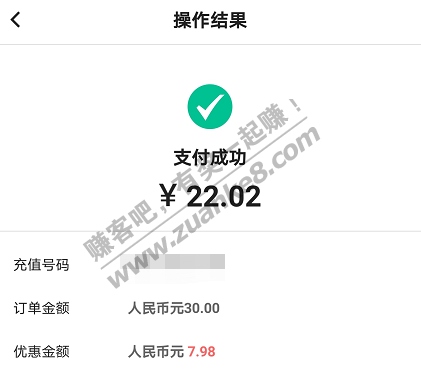 操作结果
支付成功
¥ 22.02
赚客吧，有奖一起赚！
www.zuanke8.com
充值号码
订单金额 人民币元30.00
优惠金额 人民币元 7.98